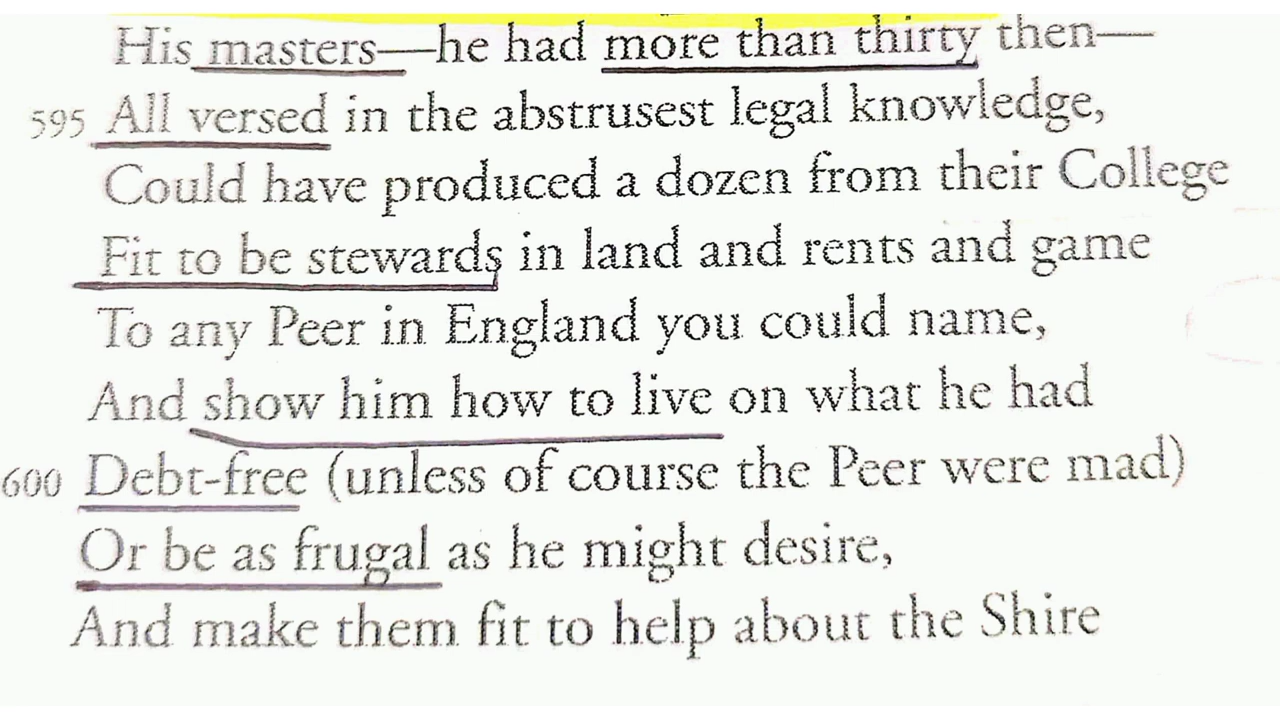 His masters—he had more than thirty then—
595 All versed in the abstrusest legal knowledge,
Could have produced a dozen from their College
Fit to be stewards in land and rents and game
To any Peer in England you could name,
And show him how to live on what he had
600 Debt-free (unless of course the Peer were mad)
Or be as frugal as he might desire,
And make them fit to help about the Shire